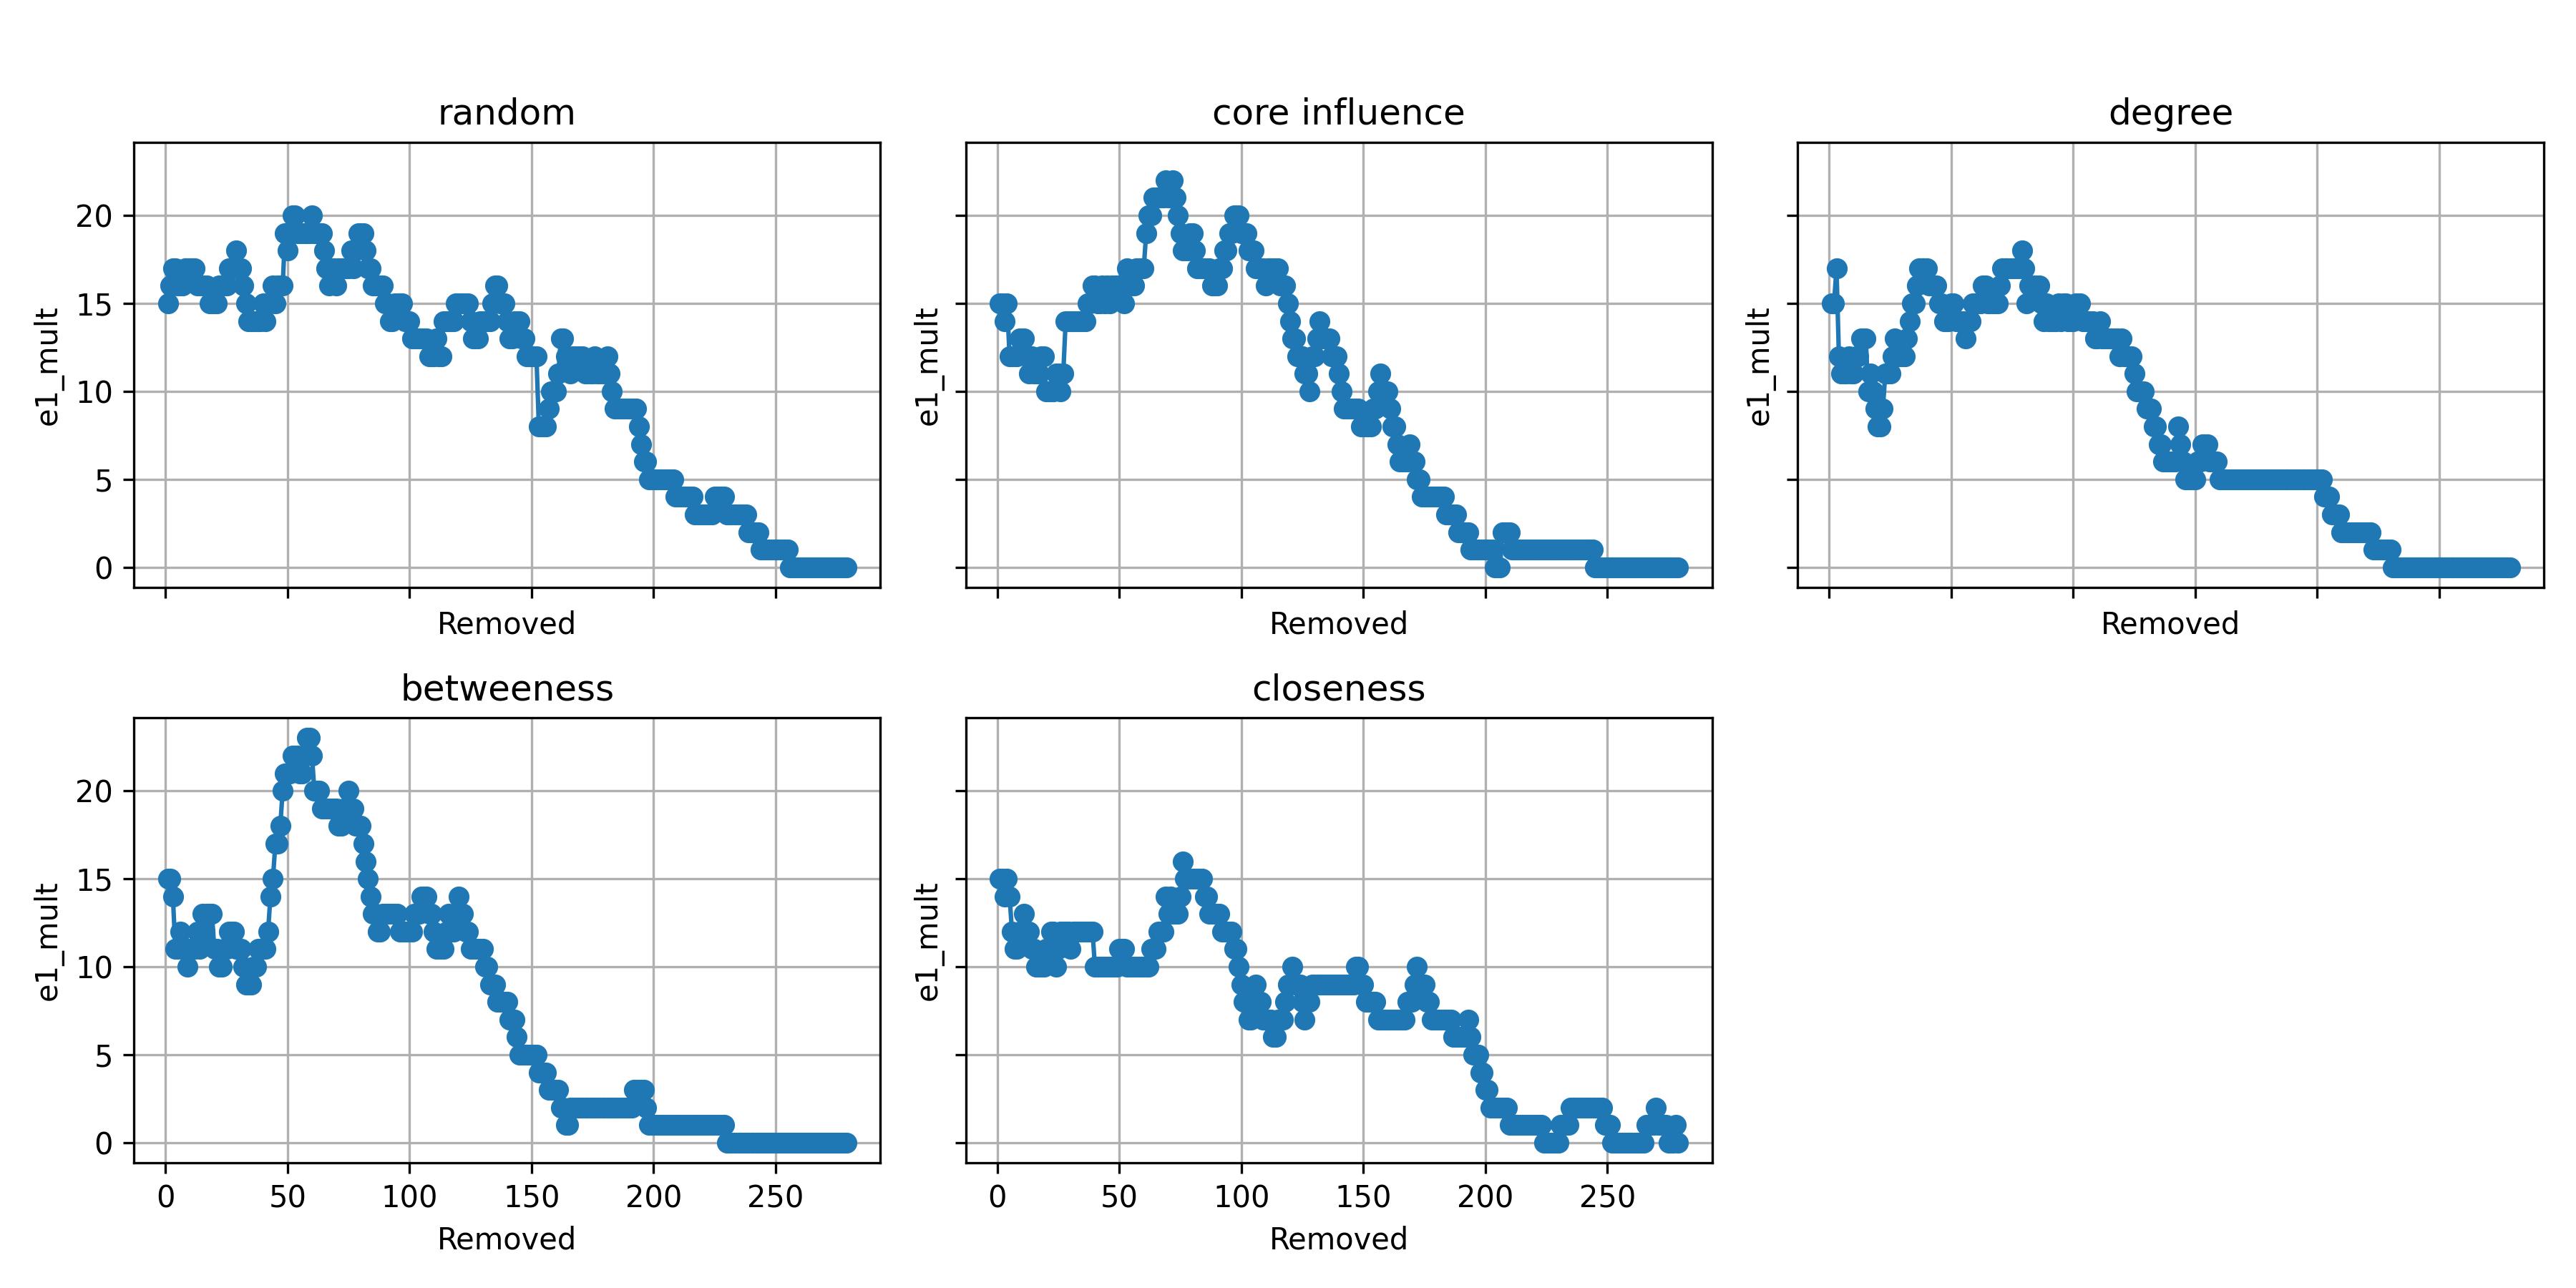 random
core influence
degree
20
15
10
5
0
e1_mult
e1_mult
e1_mult
Removed
Removed
Removed
betweeness
closeness
20
15
10
5
0
e1_mult
e1_mult
0 50 100 150 200 250
0 50 100 150 200 250
Removed
Removed